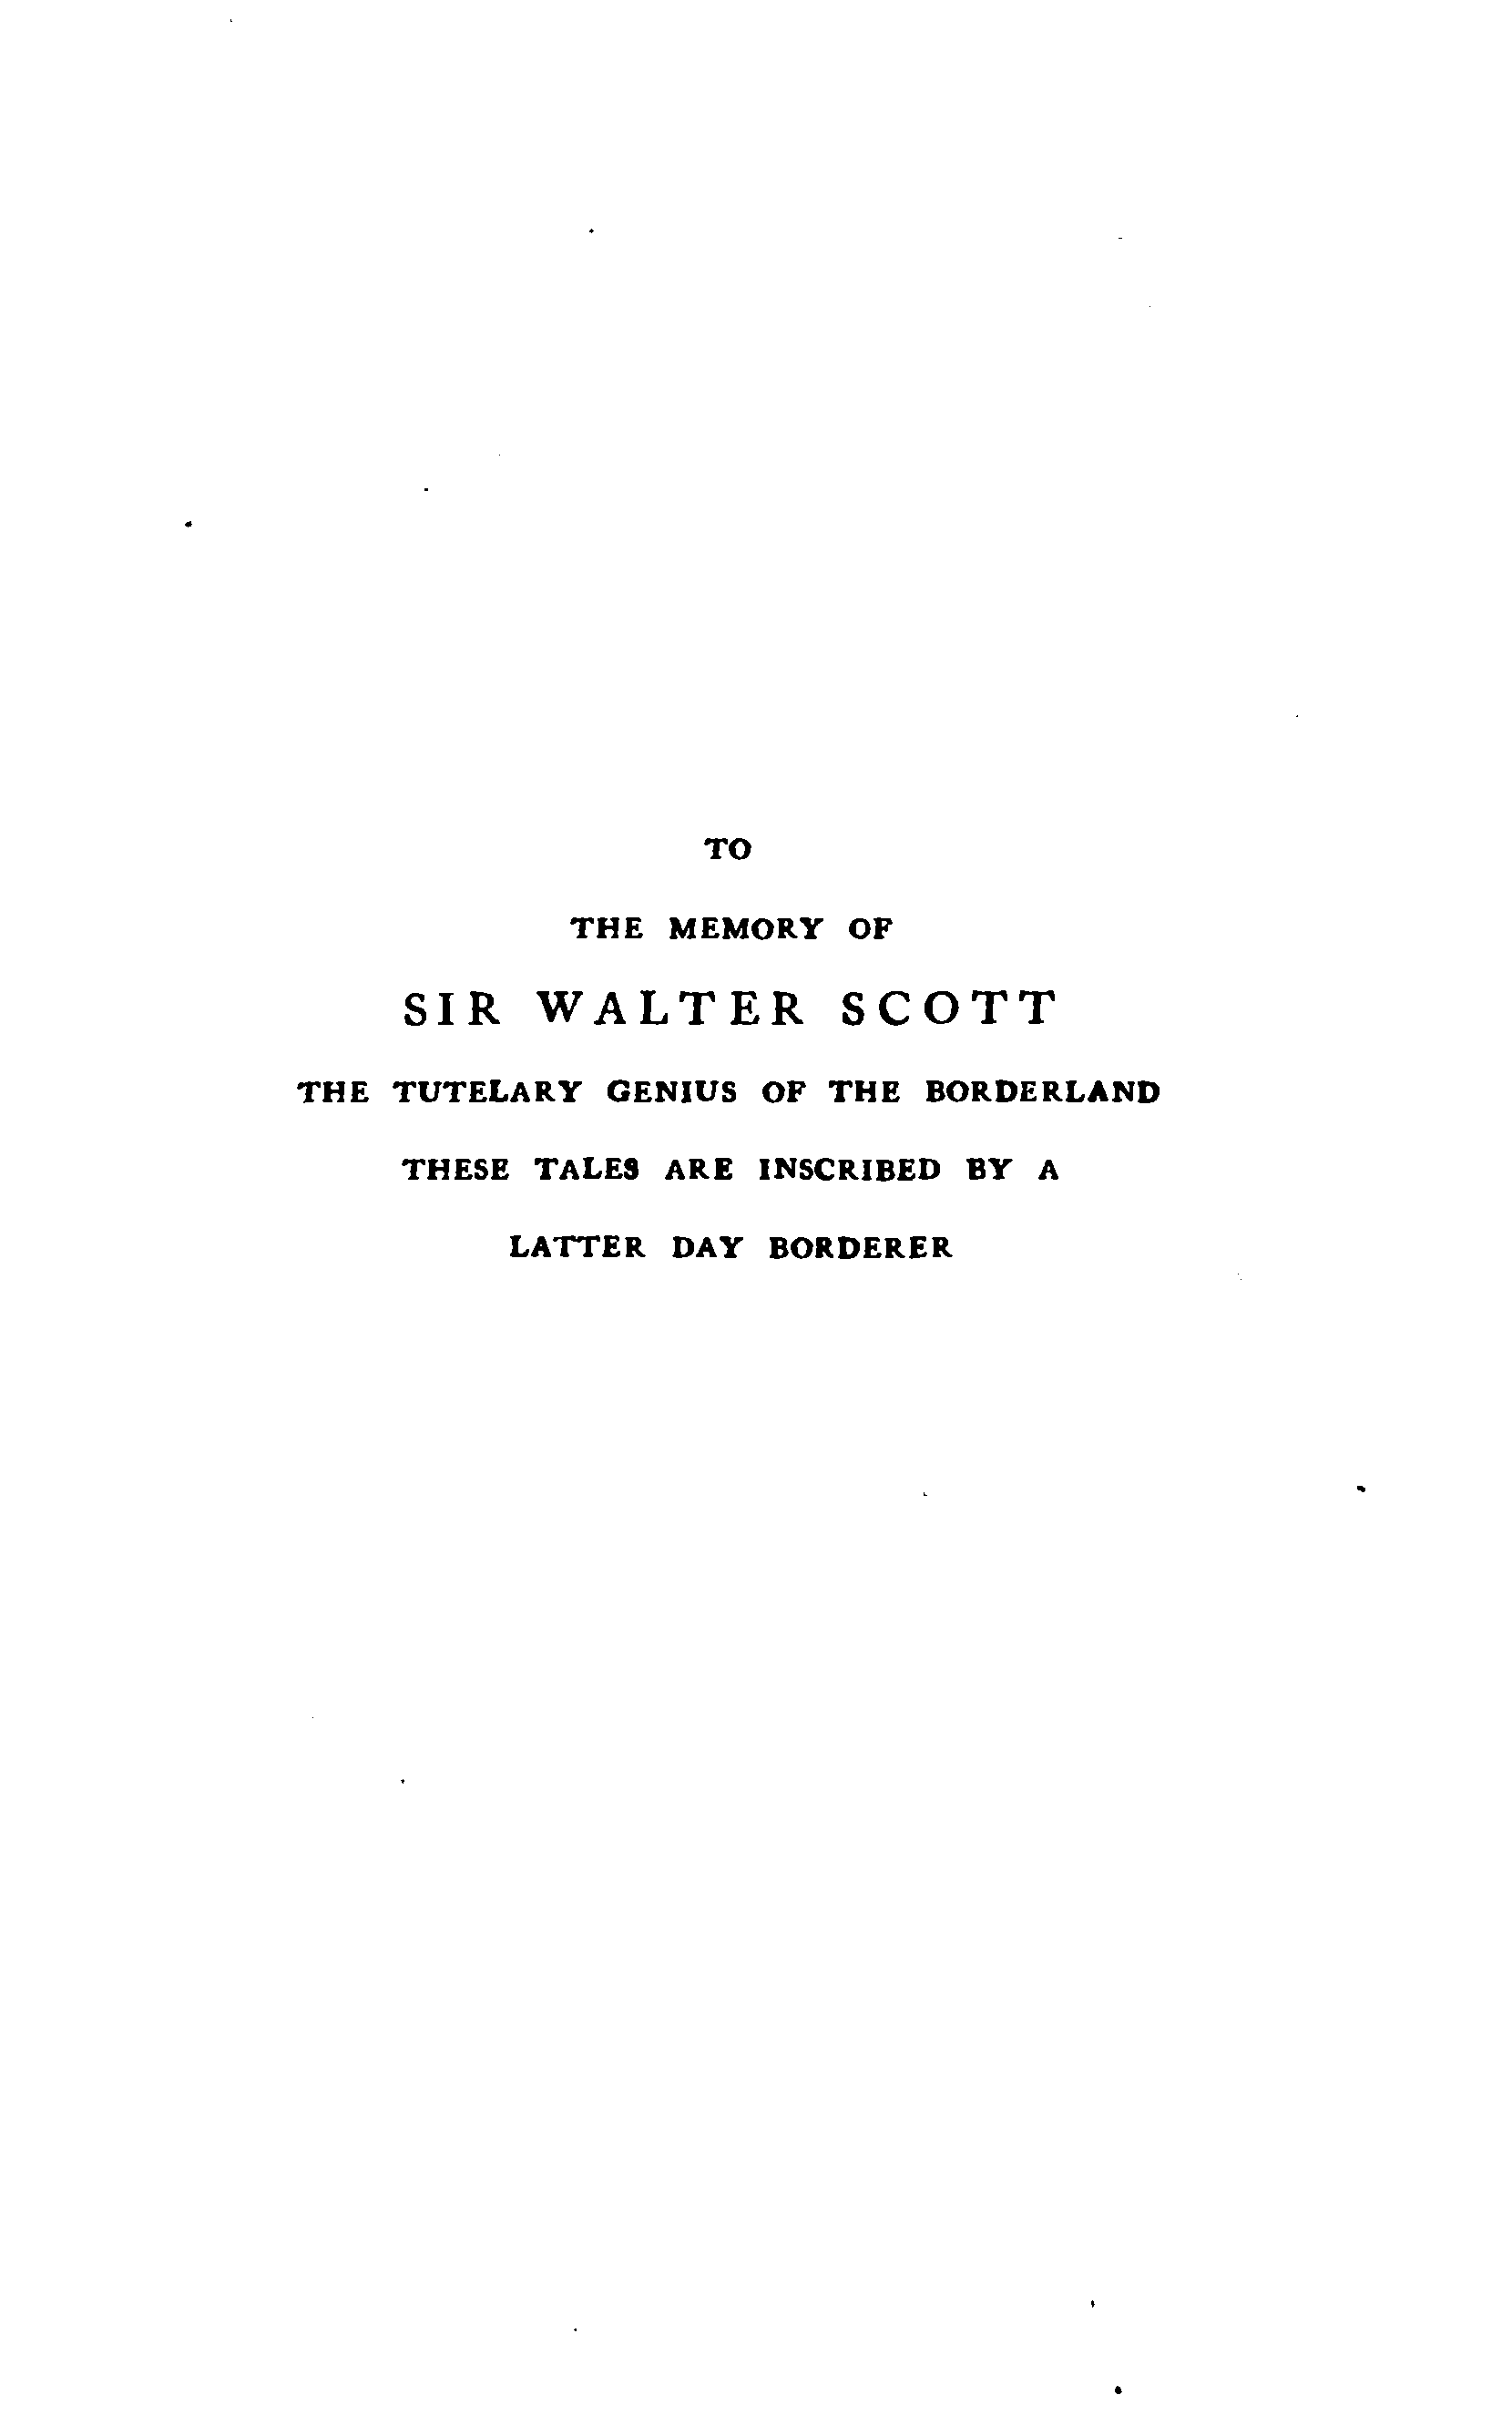 TO
THE MEMORY OF
SIR WALTER SCOTT
THE TUTELARY GENIUS OF THE BORDERLAND
THESE TALES ARE INSCRIBED BY A
LATTER DAY BORDERER